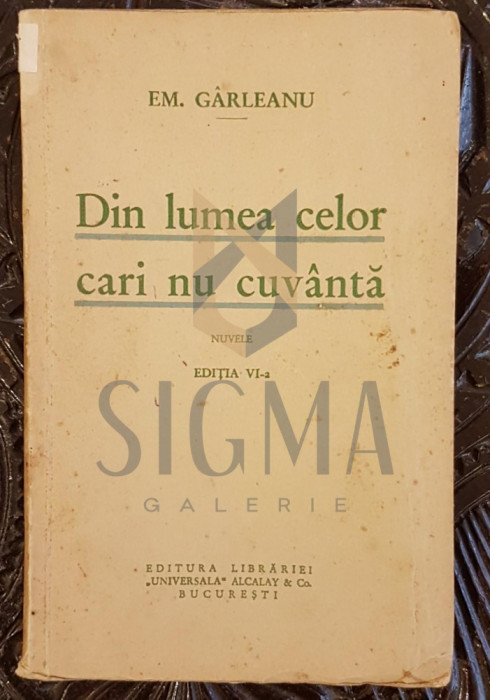 EM. GÂRLEANU
Din lumea celor
cari nu cuvântă
NUVELE
EDIȚIA VI-a
SIGMA
GALERIE
EDITURA LIBRĂRIEI
„UNIVERSALA" ALCALAY & Co.
BUCUREȘTI